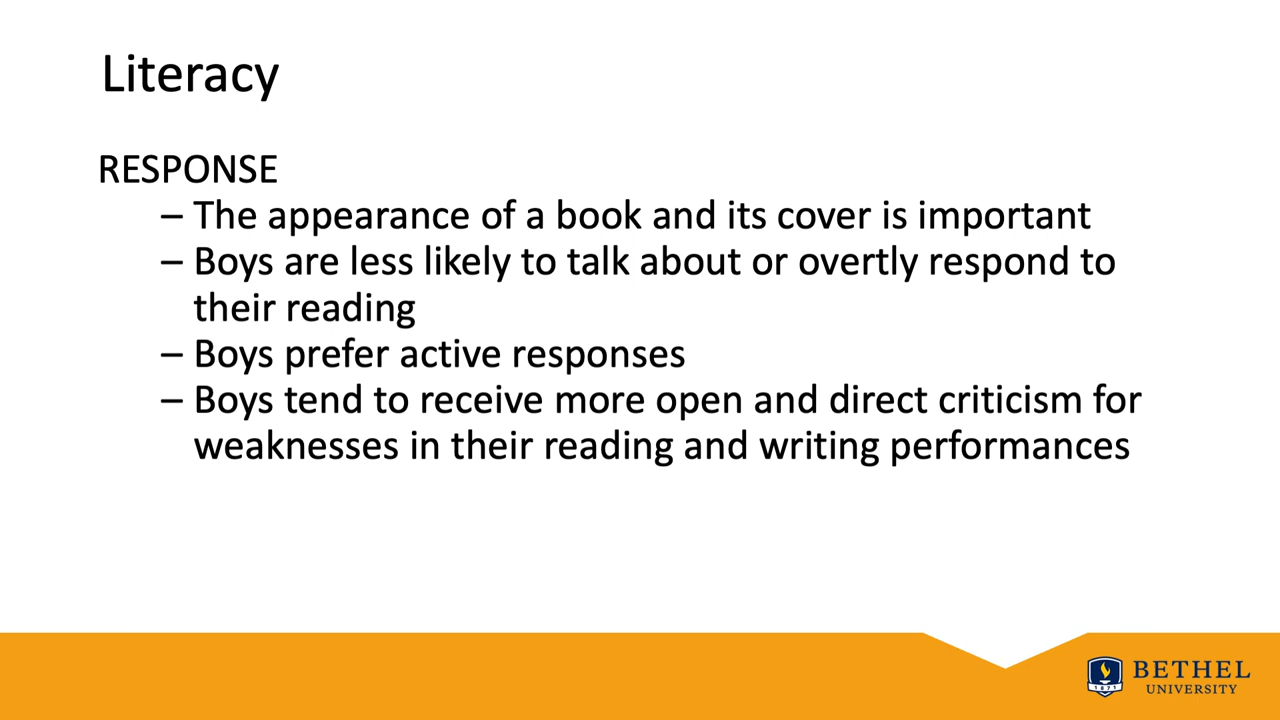 Literacy
RESPONSE
– The appearance of a book and its cover is important
– Boys are less likely to talk about or overtly respond to
their reading
– Boys prefer active responses
– Boys tend to receive more open and direct criticism for
weaknesses in their reading and writing performances
1871
BETHEL
UNIVERSITY